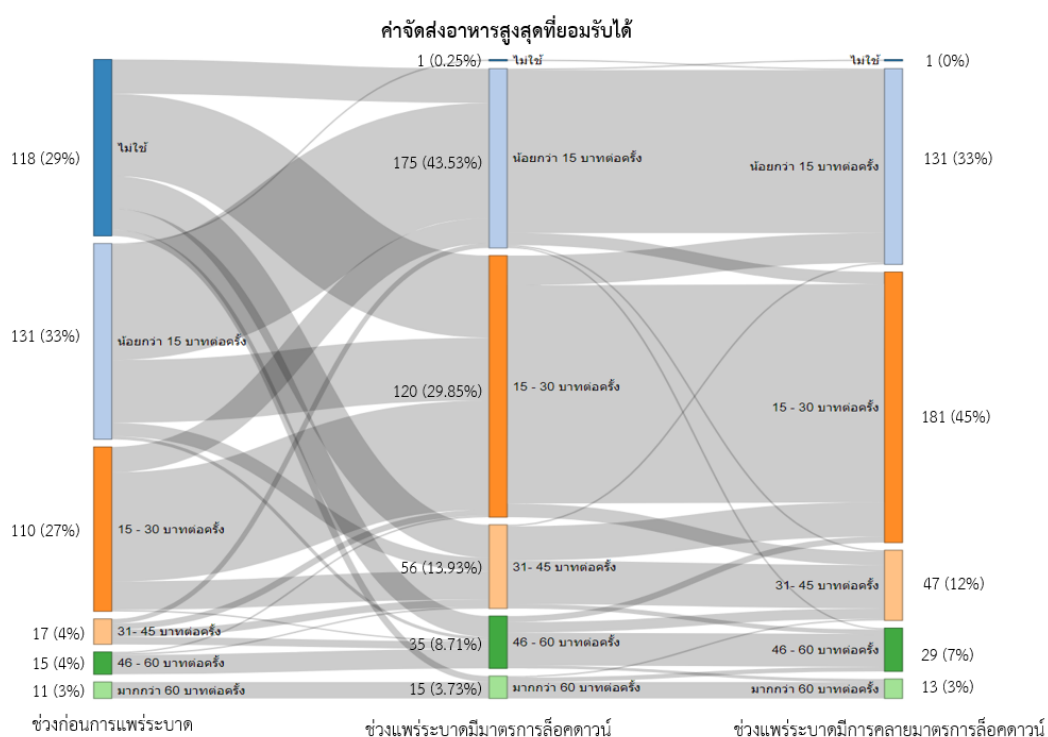 ค่าจัดส่งอาหารสูงสุดที่ยอมรับได้
1 (0.25%) ไม่ใช้ ไม่ใช้ 1 (0%)
118 (29%) ไม่ใช้ 175 (43.53%) น้อยกว่า 15 บาทต่อครั้ง น้อยกว่า 15 บาทต่อครั้ง 131 (33%)
131 (33%) น้อยกว่า 15 บาทต่อครั้ง 120 (29.85%) 15 - 30 บาทต่อครั้ง 15 - 30 บาทต่อครั้ง 181 (45%)
110 (27%) 15 - 30 บาทต่อครั้ง 56 (13.93%) 31- 45 บาทต่อครั้ง 31- 45 บาทต่อครั้ง 47 (12%)
17 (4%) 31- 45 บาทต่อครั้ง 35 (8.71%) 46 - 60 บาทต่อครั้ง 46 - 60 บาทต่อครั้ง 29 (7%)
15 (4%) 46 - 60 บาทต่อครั้ง
11 (3%) มากกว่า 60 บาทต่อครั้ง 15 (3.73%) มากกว่า 60 บาทต่อครั้ง มากกว่า 60 บาทต่อครั้ง 13 (3%)
ช่วงก่อนการแพร่ระบาด ช่วงแพร่ระบาดมีมาตรการล็อคดาวน์ ช่วงแพร่ระบาดมีการคลายมาตรการล็อคดาวน์